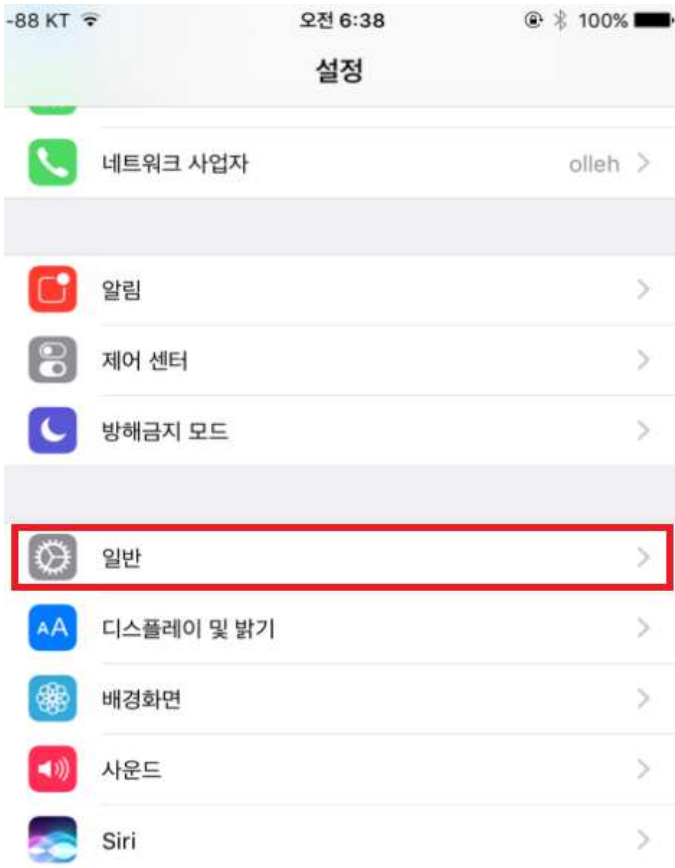 -88 KT 오전 6:38 100%
설정
네트워크 사업자 olleh
알림
제어 센터
방해금지 모드
일반
AA 디스플레이 및 밝기
배경화면
사운드
Siri